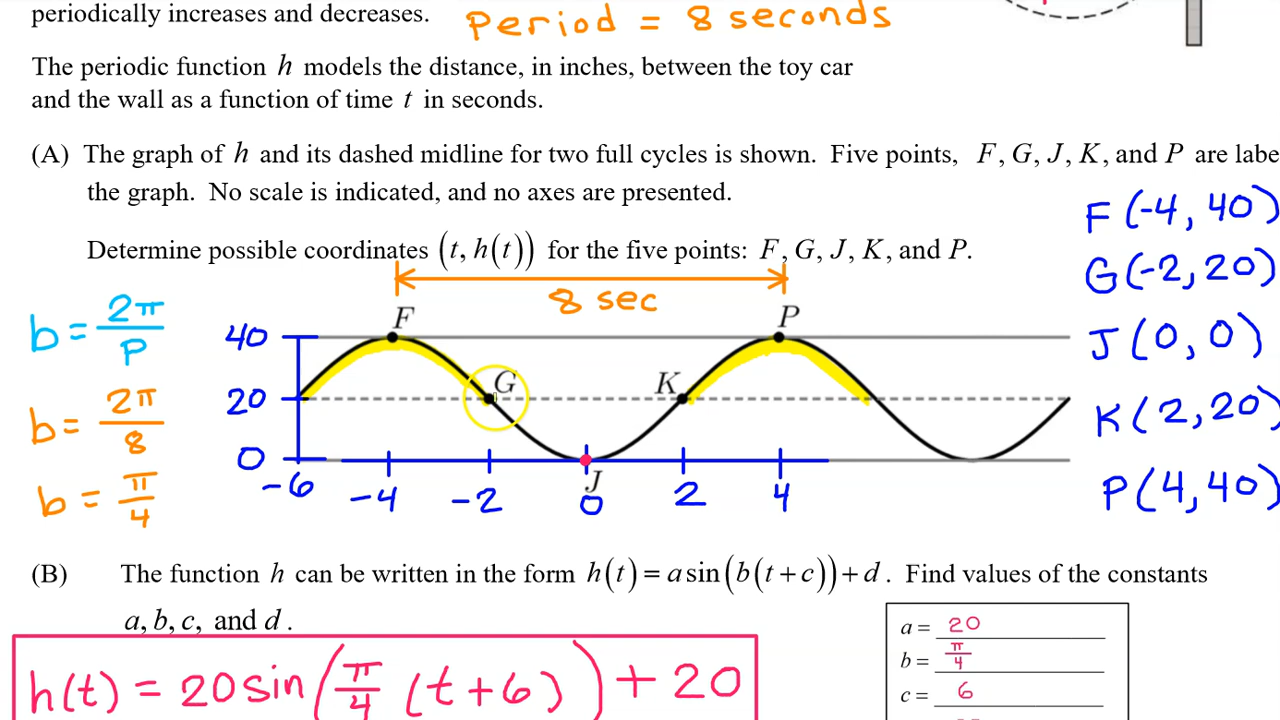 periodically increases and decreases.
Period = 8 seconds
The periodic function h models the distance, in inches, between the toy car
and the wall as a function of time t in seconds.
(A) The graph of h and its dashed midline for two full cycles is shown. Five points, F, G, J, K, and P are labe
the graph. No scale is indicated, and no axes are presented.
F(-4, 40)
Determine possible coordinates (t, h(t)) for the five points: F, G, J, K, and P.
G(-2, 20)
8 sec
b = 2π/P
F
P
40
J(0, 0)
G
K
20
b = 2π/8
K(2, 20)
0
J
-6
-4
-2
0
2
4
b = π/4
P(4, 40)
(B) The function h can be written in the form h(t) = a sin(b(t + c)) + d. Find values of the constants
a, b, c, and d.
a = 20
b = π/4
c = 6
h(t) = 20 sin(π/4 (t + 6)) + 20